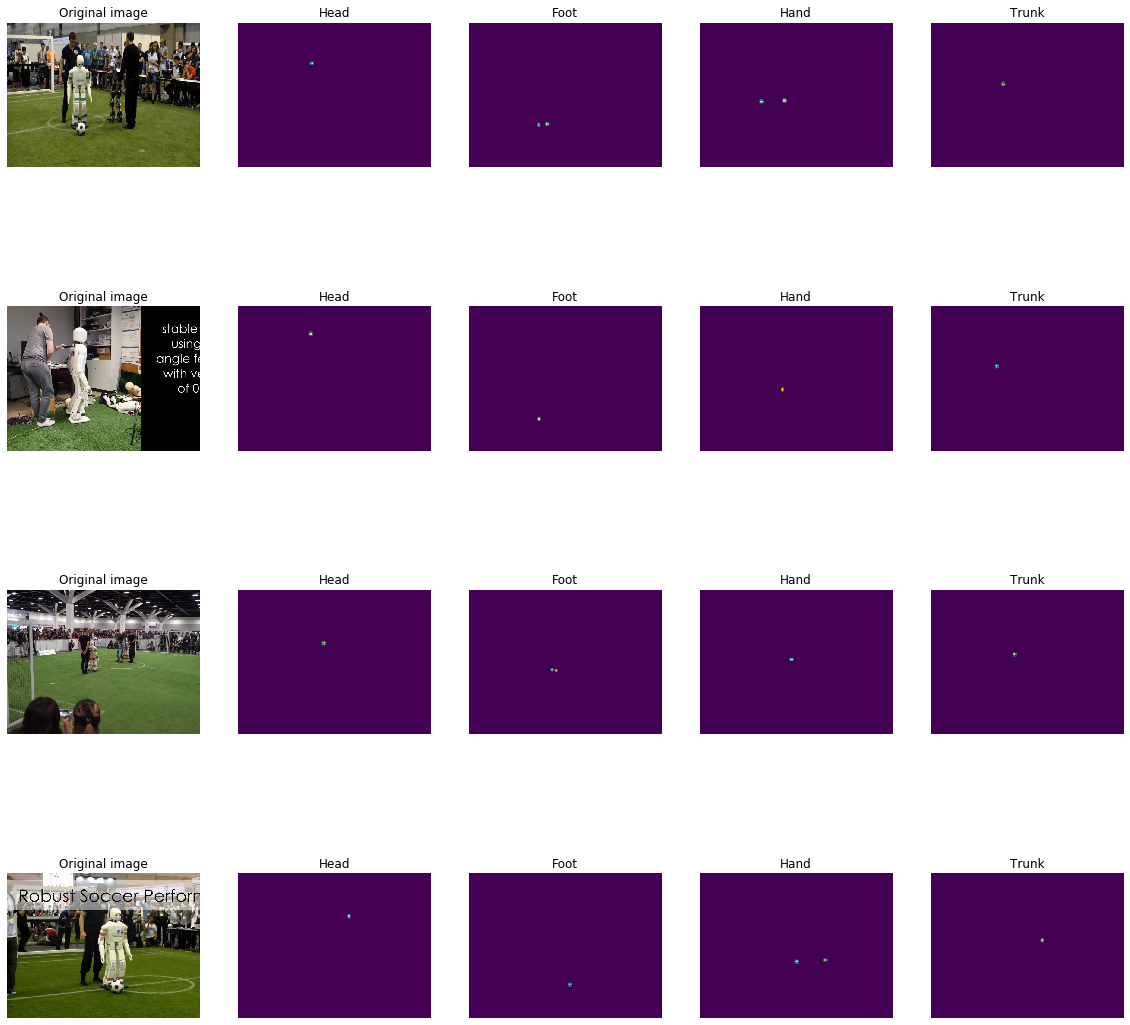 Original image
Head
Foot
Hand
Trunk
Original image
Head
Foot
Hand
Trunk
stable
using
angle fe
with ve
of 0
Original image
Head
Foot
Hand
Trunk
Original image
Head
Foot
Hand
Trunk
Robust Soccer Perform